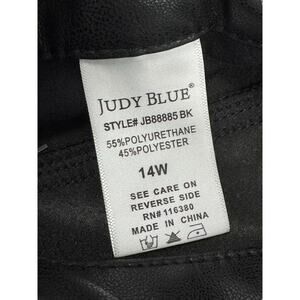 JUDY BLUE®
STYLE# JB88885 BK
55%POLYURETHANE
45%POLYESTER
14W
SEE CARE ON
REVERSE SIDE
RN# 116380
MADE IN CHINA